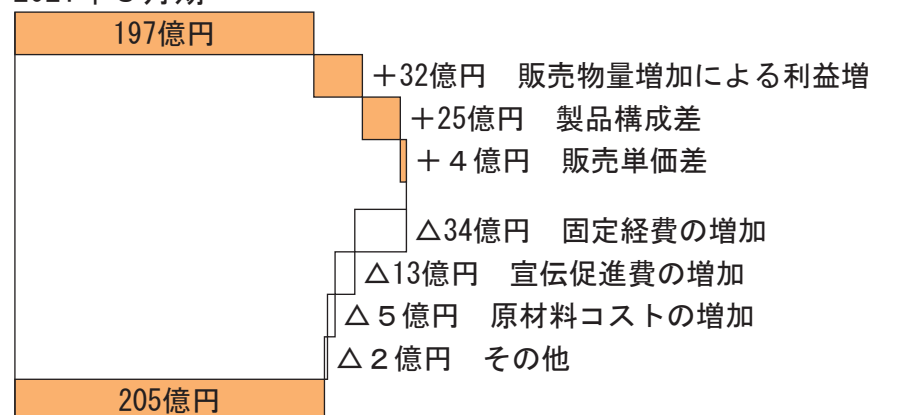 197億円
+32億円　販売物量増加による利益増
+25億円　製品構成差
+４億円　販売単価差
△34億円　固定経費の増加
△13億円　宣伝促進費の増加
△５億円　原材料コストの増加
△２億円　その他
205億円